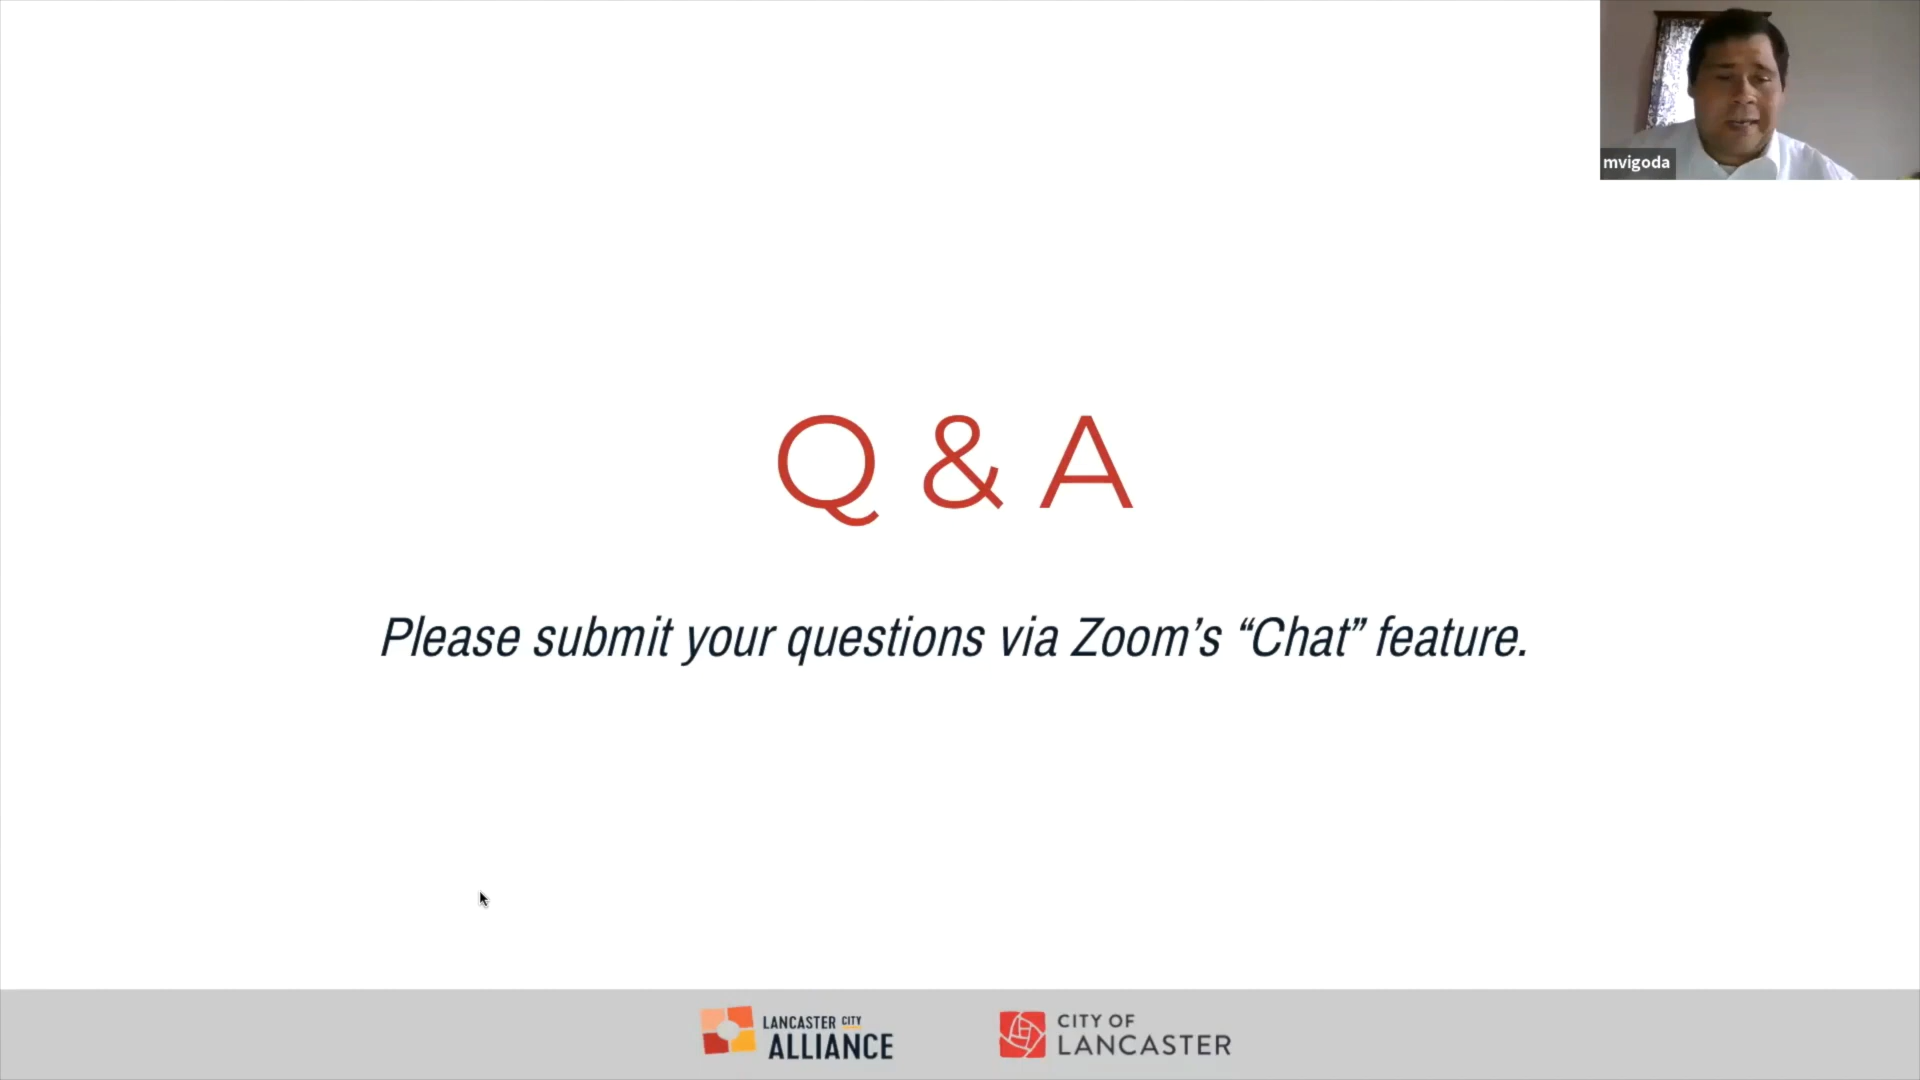 mvigoda
Q & A
Please submit your questions via Zoom’s “Chat” feature.
LANCASTER CITY
ALLIANCE
CITY OF
LANCASTER